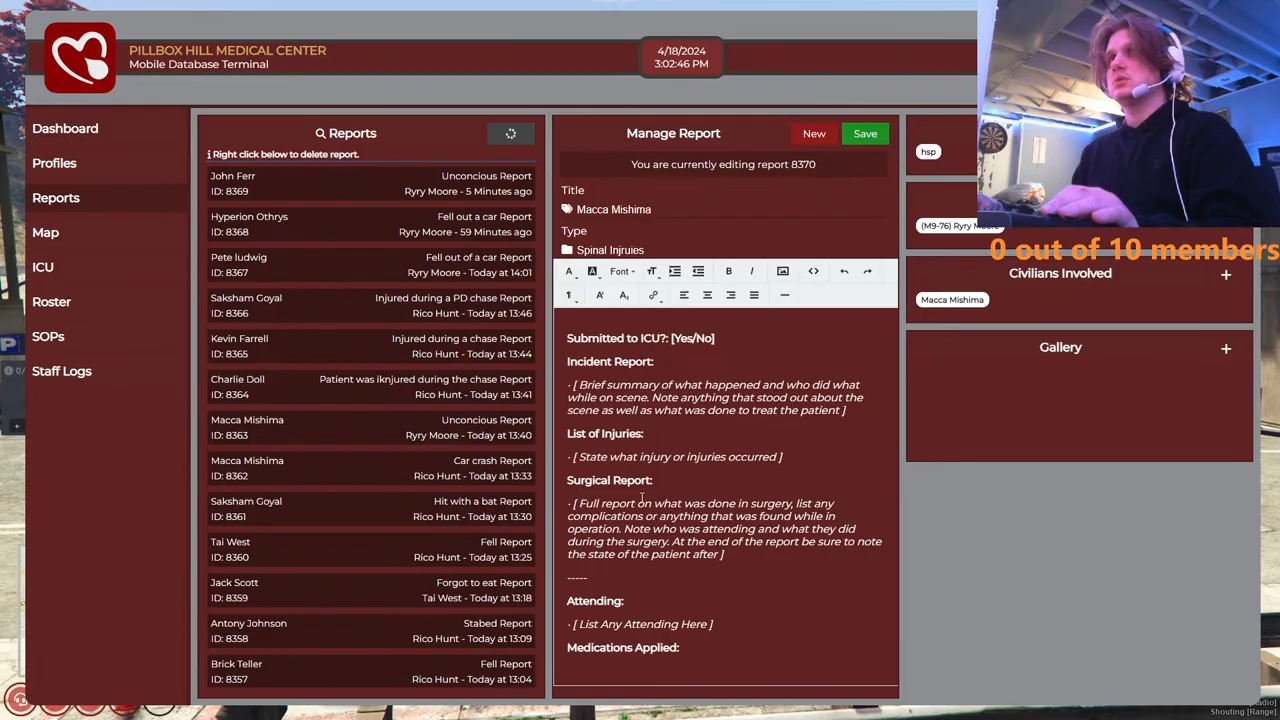 PILLBOX HILL MEDICAL CENTER
Mobile Database Terminal
4/18/2024
3:02:46 PM
Dashboard
Profiles
Reports
Map
ICU
Roster
SOPs
Staff Logs
Reports
Right click below to delete report.
John Ferr Unconcious Report
ID: 8369 Ryry Moore - 5 Minutes ago
Hyperion Othrys Fell out a car Report
ID: 8368 Ryry Moore - 59 Minutes ago
Pete ludwig Fell out of a car Report
ID: 8367 Ryry Moore - Today at 14:01
Saksham Goyal Injured during a PD chase Report
ID: 8366 Rico Hunt - Today at 13:46
Kevin Farrell Injured during a chase Report
ID: 8365 Rico Hunt - Today at 13:44
Charlie Doll Patient was iknjured during the chase Report
ID: 8364 Rico Hunt - Today at 13:41
Macca Mishima Unconcious Report
ID: 8363 Ryry Moore - Today at 13:40
Macca Mishima Car crash Report
ID: 8362 Rico Hunt - Today at 13:33
Saksham Goyal Hit with a bat Report
ID: 8361 Rico Hunt - Today at 13:30
Tai West Fell Report
ID: 8360 Rico Hunt - Today at 13:25
Jack Scott Forgot to eat Report
ID: 8359 Tai West - Today at 13:18
Antony Johnson Stabed Report
ID: 8358 Rico Hunt - Today at 13:09
Brick Teller Fell Report
ID: 8357 Rico Hunt - Today at 13:04
Manage Report New Save
You are currently editing report 8370
Title
Macca Mishima
Type
Spinal Injruies
Font
Submitted to ICU?: [Yes/No]
Incident Report:
· [ Brief summary of what happened and who did what
while on scene. Note anything that stood out about the
scene as well as what was done to treat the patient ]
List of Injuries:
· [ State what injury or injuries occurred ]
Surgical Report:
· [ Full report on what was done in surgery, list any
complications or anything that was found while in
operation. Note who was attending and what they did
during the surgery. At the end of the report be sure to note
the state of the patient after ]
-----
Attending:
· [ List Any Attending Here ]
Medications Applied:
hsp
(M9-76) Ryry
0 out of 10 members
Civilians Involved +
Macca Mishima
Gallery +
Shouting [Range]